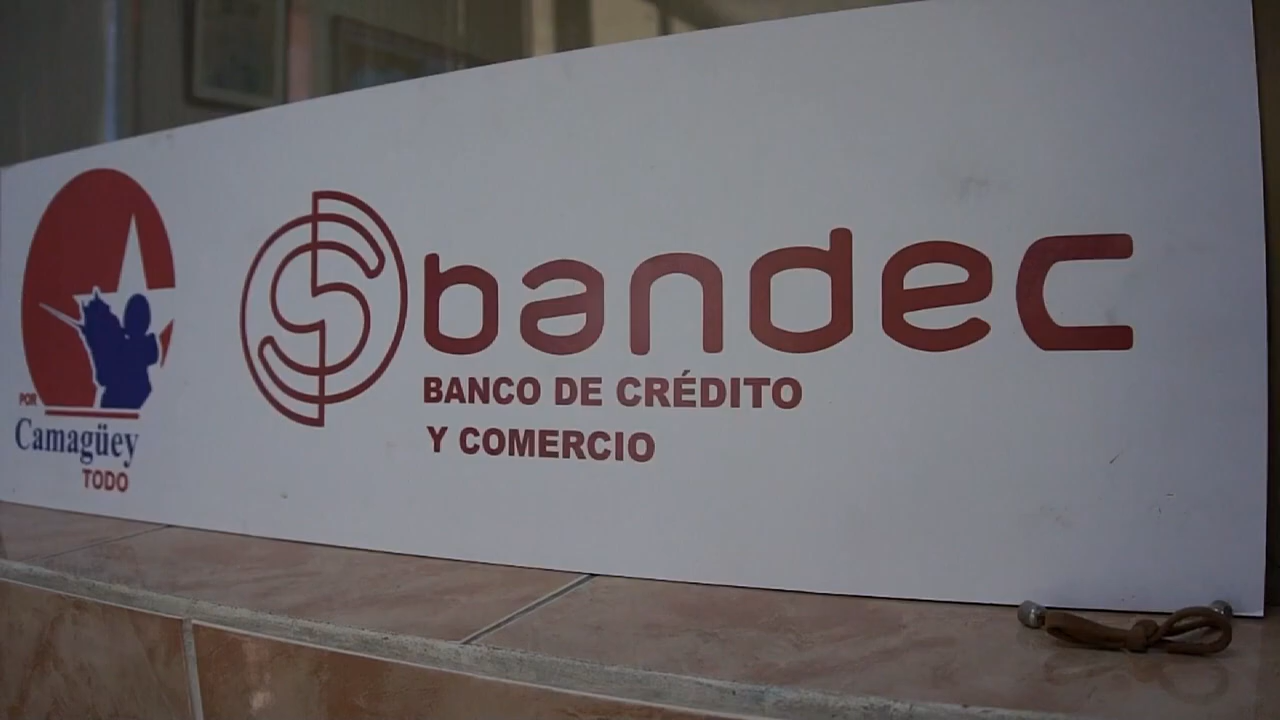 POR
Camagüey
TODO
bandec
BANCO DE CRÉDITO
Y COMERCIO